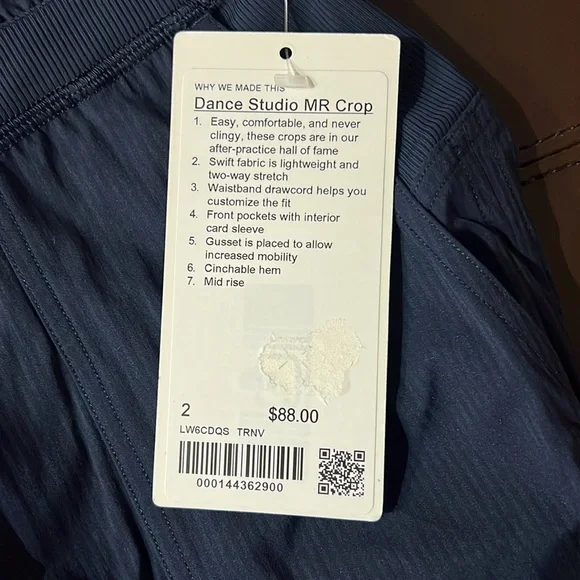 WHY WE MADE THIS
Dance Studio MR Crop
1. Easy, comfortable, and never
clingy, these crops are in our
after-practice hall of fame
2. Swift fabric is lightweight and
two-way stretch
3. Waistband drawcord helps you
customize the fit
4. Front pockets with interior
card sleeve
5. Gusset is placed to allow
increased mobility
6. Cinchable hem
7. Mid rise
2 $88.00
LW6CDQS TRNV
000144362900